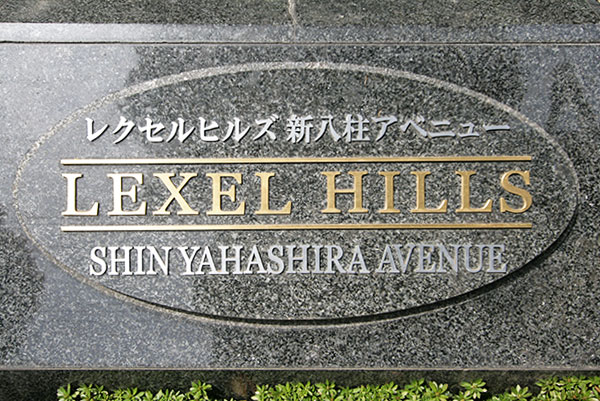 レクセルヒルズ 新八柱アベニュー
LEXEL HILLS
SHIN YAHASHIRA AVENUE